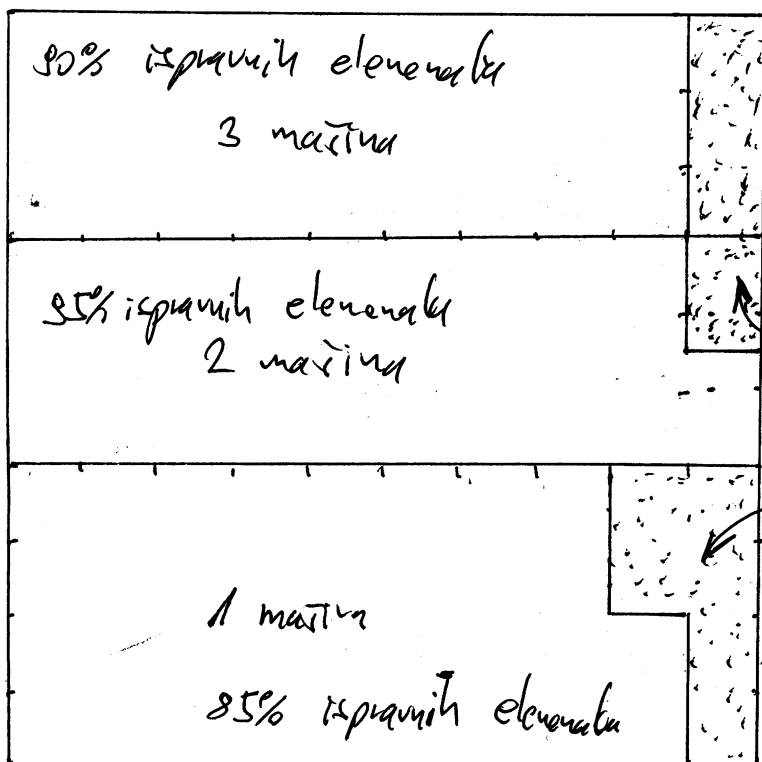 90% ispravnih elemenata
3 mašina
95% ispravnih elemenata
2 mašina
1 mašina
85% ispravnih elemenata